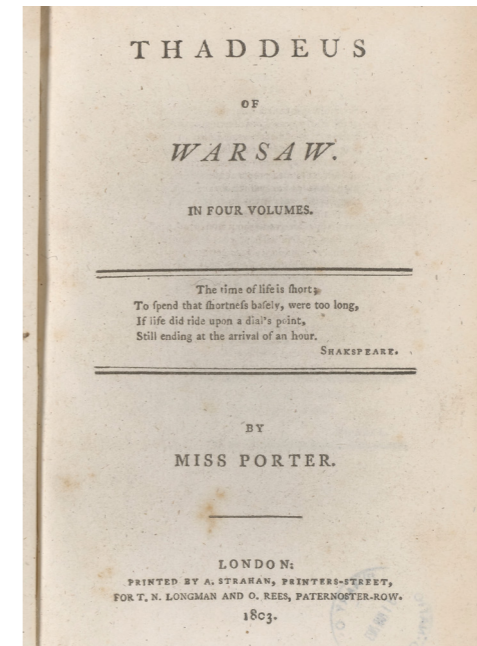 THADDEUS
OF
WARSAW.
IN FOUR VOLUMES.
The time of life is ſhort;
To ſpend that ſhortneſs baſely, were too long,
If life did ride upon a dial's point,
Still ending at the arrival of an hour.
SHAKSPEARE.
BY
MISS PORTER.
LONDON:
PRINTED BY A. STRAHAN, PRINTERS-STREET,
FOR T. N. LONGMAN AND O. REES, PATERNOSTER-ROW.
1803.